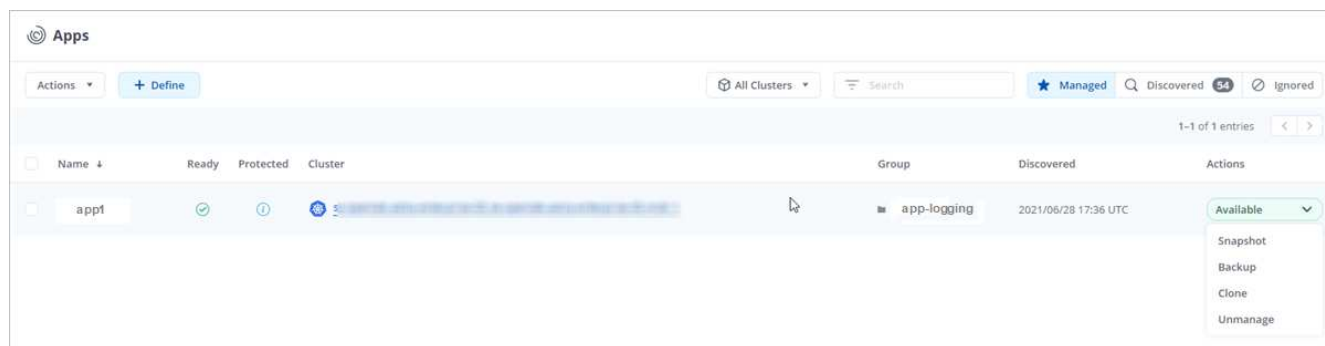 Apps
Actions + Define All Clusters Search Managed Discovered 54 Ignored
1–1 of 1 entries
Name Ready Protected Cluster Group Discovered Actions
app1 app-logging 2021/06/28 17:36 UTC Available
Snapshot
Backup
Clone
Unmanage